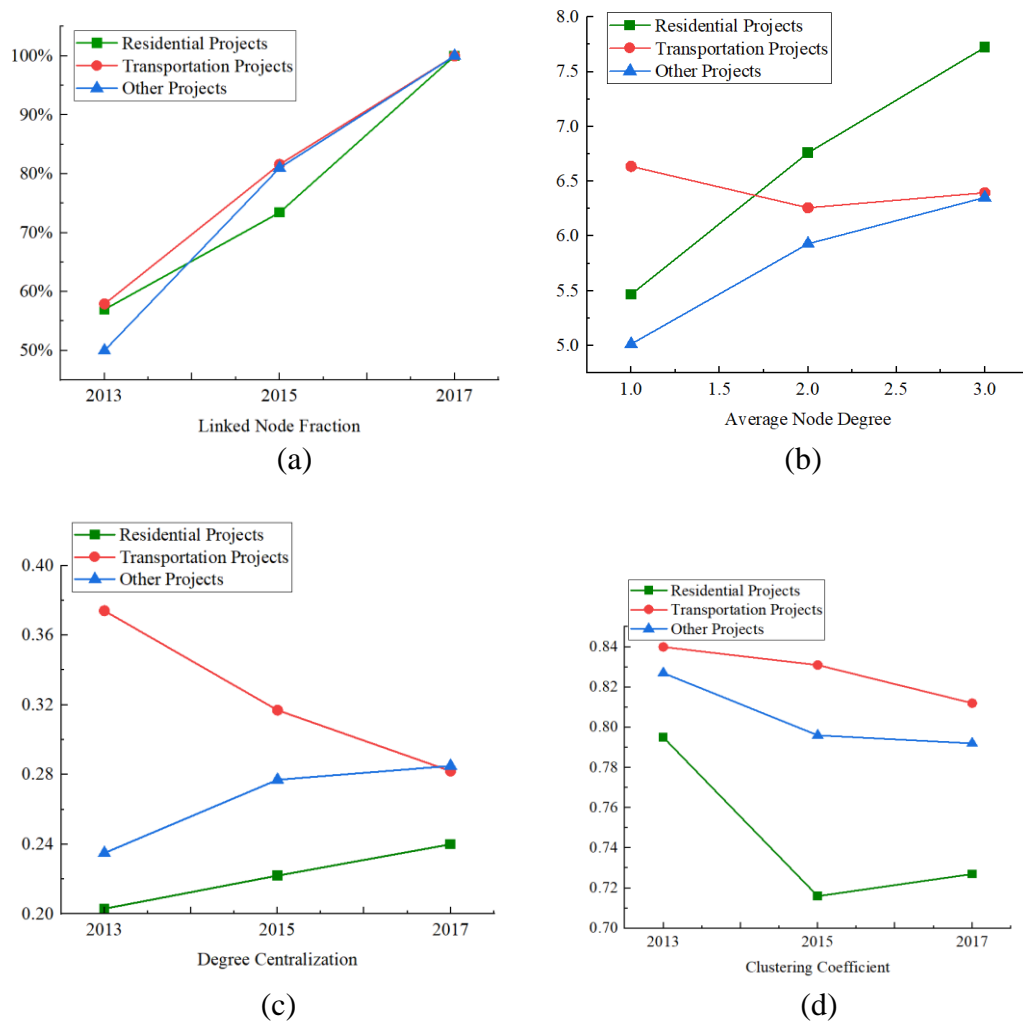 Residential Projects
Transportation Projects
Other Projects
100%
90%
80%
70%
60%
50%
2013 2015 2017
Linked Node Fraction
(a)
Residential Projects
Transportation Projects
Other Projects
8.0
7.5
7.0
6.5
6.0
5.5
5.0
1.0 1.5 2.0 2.5 3.0
Average Node Degree
(b)
Residential Projects
Transportation Projects
Other Projects
0.40
0.36
0.32
0.28
0.24
0.20
2013 2015 2017
Degree Centralization
(c)
Residential Projects
Transportation Projects
Other Projects
0.84
0.82
0.80
0.78
0.76
0.74
0.72
0.70
2013 2015 2017
Clustering Coefficient
(d)